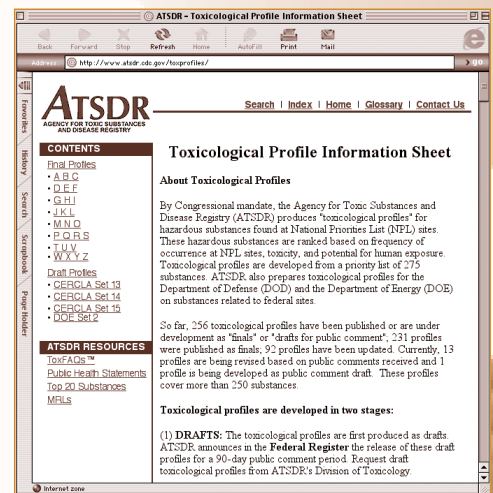 ATSDR - Toxicological Profile Information Sheet
Back Forward Stop Refresh Home AutoFill Print Mail
Address http://www.atsdr.cdc.gov/toxprofiles/ go
Favorites
History
Search
Scrapbook
Page Holder
ATSDR
AGENCY FOR TOXIC SUBSTANCES
AND DISEASE REGISTRY
Search | Index | Home | Glossary | Contact Us
CONTENTS
Final Profiles
• A B C
• D E F
• G H I
• J K L
• M N O
• P Q R S
• T U V
• W X Y Z
Draft Profiles
• CERCLA Set 13
• CERCLA Set 14
• CERCLA Set 15
• DOE Set 2
ATSDR RESOURCES
ToxFAQs™
Public Health Statements
Top 20 Substances
MRLs
Toxicological Profile Information Sheet
About Toxicological Profiles
By Congressional mandate, the Agency for Toxic Substances and
Disease Registry (ATSDR) produces "toxicological profiles" for
hazardous substances found at National Priorities List (NPL) sites.
These hazardous substances are ranked based on frequency of
occurrence at NPL sites, toxicity, and potential for human exposure.
Toxicological profiles are developed from a priority list of 275
substances. ATSDR also prepares toxicological profiles for the
Department of Defense (DOD) and the Department of Energy (DOE)
on substances related to federal sites.
So far, 256 toxicological profiles have been published or are under
development as "finals" or "drafts for public comment"; 231 profiles
were published as finals; 92 profiles have been updated. Currently, 13
profiles are being revised based on public comments received and 1
profile is being developed as public comment draft. These profiles
cover more than 250 substances.
Toxicological profiles are developed in two stages:
(1) DRAFTS: The toxicological profiles are first produced as drafts.
ATSDR announces in the Federal Register the release of these draft
profiles for a 90-day public comment period. Request draft
toxicological profiles from ATSDR's Division of Toxicology.
Internet zone